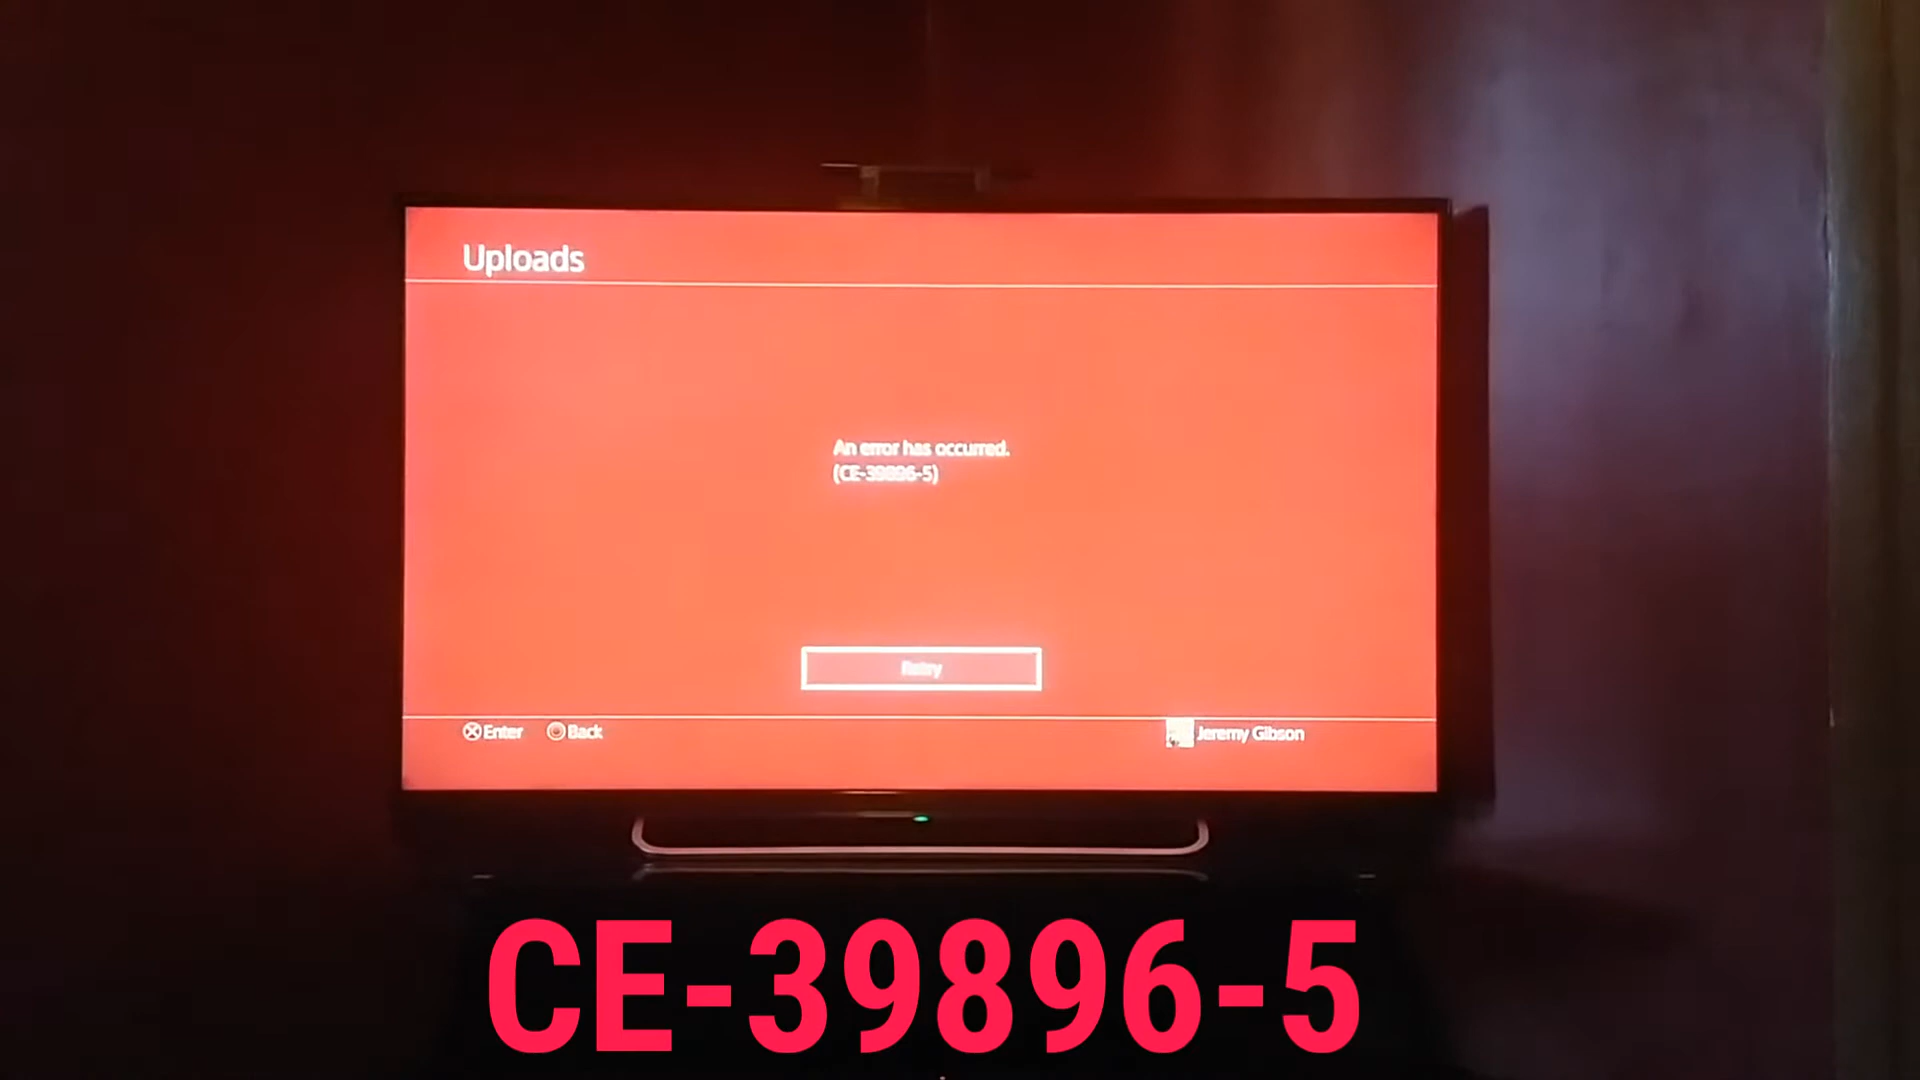 Uploads
An error has occurred.
(CE-39896-5)
Retry
Enter Back
Jeremy Gibson
CE-39896-5